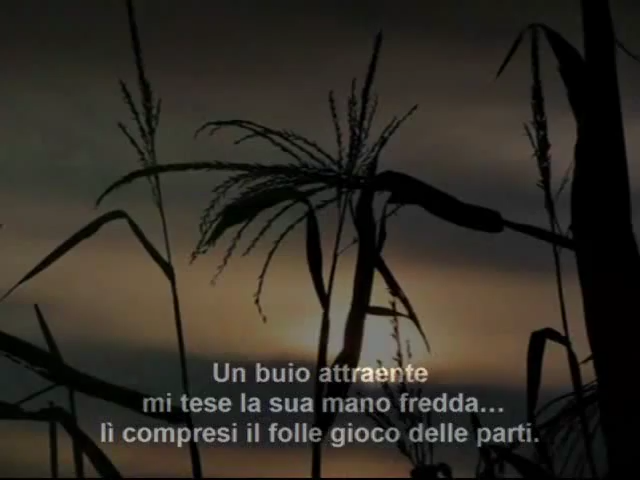 Un buio attraente
mi tese la sua mano fredda...
lì compresi il folle gioco delle parti.